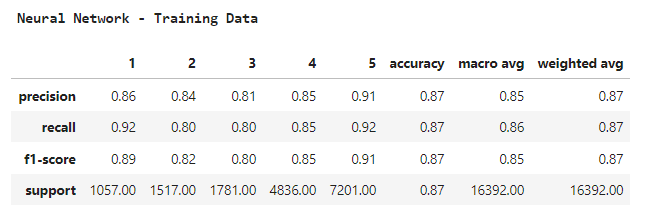 Neural Network - Training Data
1 2 3 4 5 accuracy macro avg weighted avg
precision 0.86 0.84 0.81 0.85 0.91 0.87 0.85 0.87
recall 0.92 0.80 0.80 0.85 0.92 0.87 0.86 0.87
f1-score 0.89 0.82 0.80 0.85 0.91 0.87 0.85 0.87
support 1057.00 1517.00 1781.00 4836.00 7201.00 0.87 16392.00 16392.00